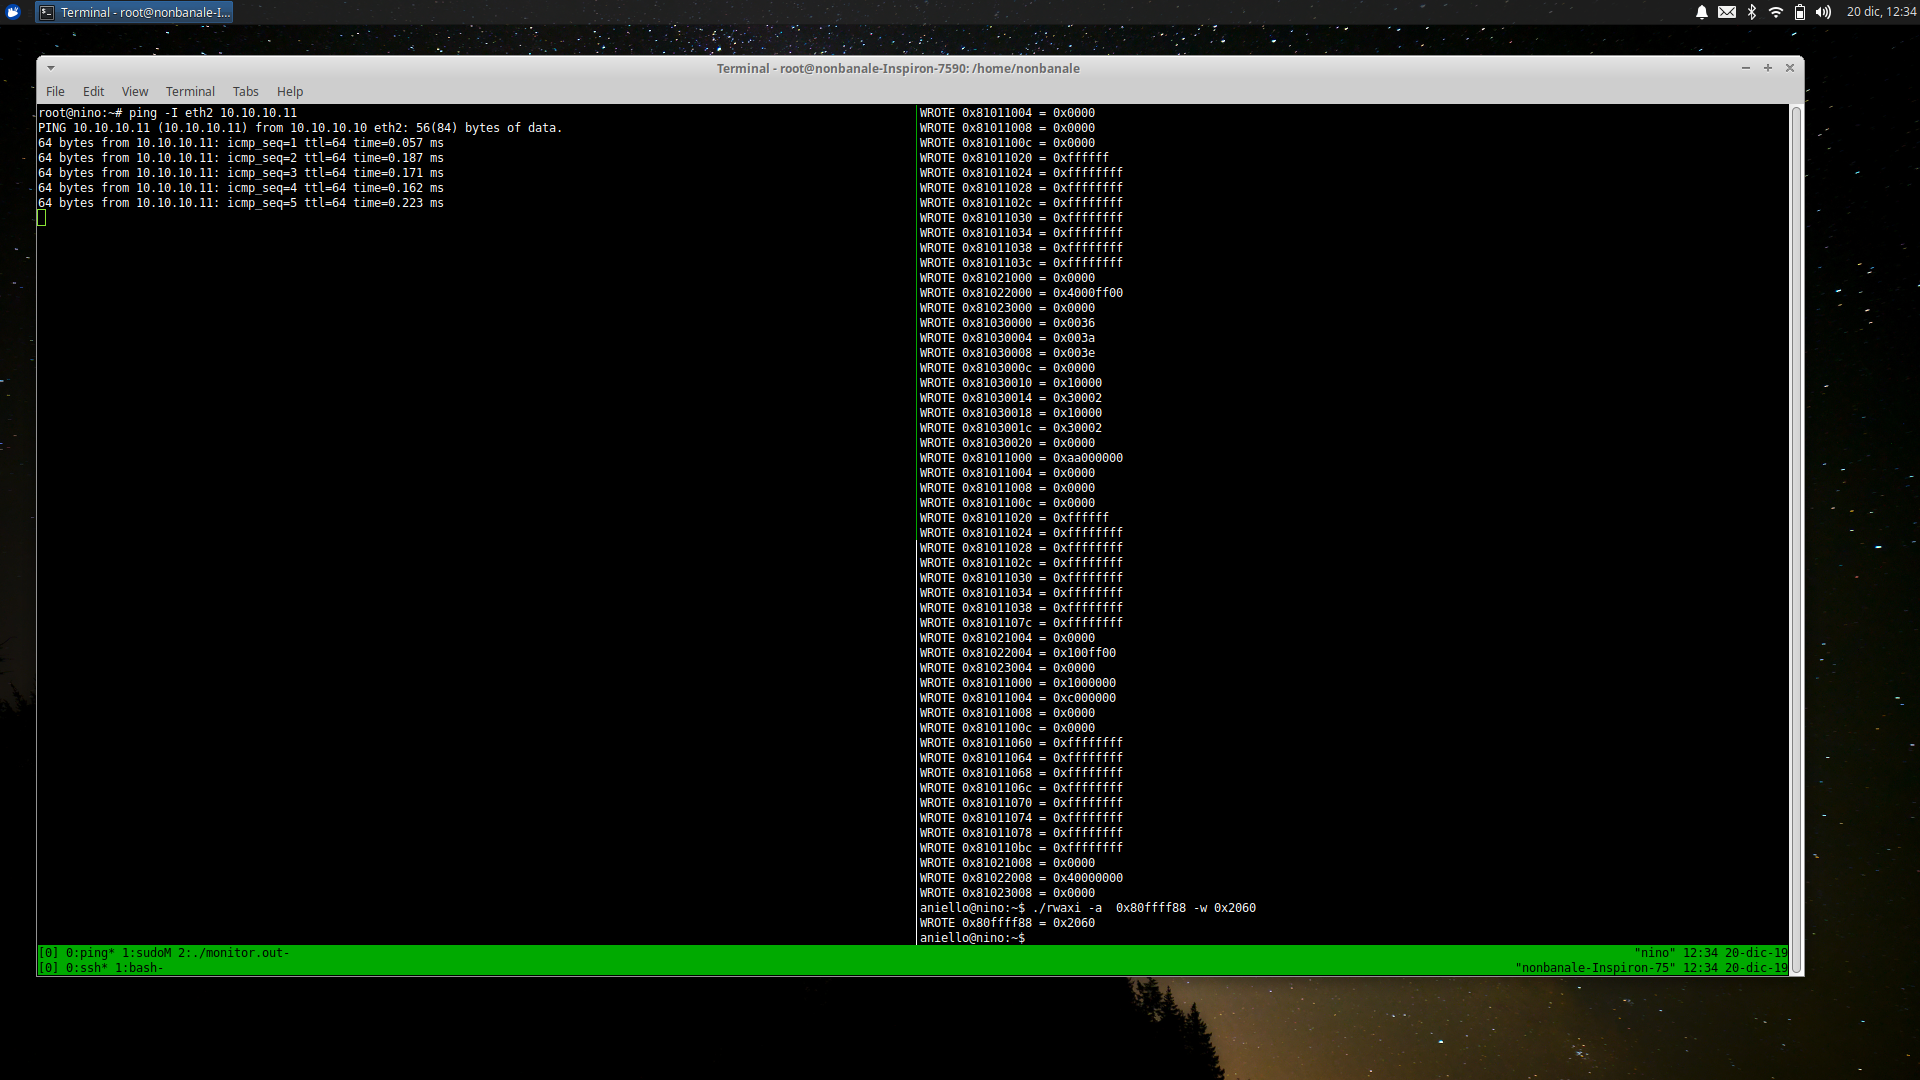 Terminal - root@nonbanale-I...
20 dic, 12:34
Terminal - root@nonbanale-Inspiron-7590: /home/nonbanale
File Edit View Terminal Tabs Help
root@nino:~# ping -I eth2 10.10.10.11
PING 10.10.10.11 (10.10.10.11) from 10.10.10.10 eth2: 56(84) bytes of data.
64 bytes from 10.10.10.11: icmp_seq=1 ttl=64 time=0.057 ms
64 bytes from 10.10.10.11: icmp_seq=2 ttl=64 time=0.187 ms
64 bytes from 10.10.10.11: icmp_seq=3 ttl=64 time=0.171 ms
64 bytes from 10.10.10.11: icmp_seq=4 ttl=64 time=0.162 ms
64 bytes from 10.10.10.11: icmp_seq=5 ttl=64 time=0.223 ms
WROTE 0x81011004 = 0x0000
WROTE 0x81011008 = 0x0000
WROTE 0x8101100c = 0x0000
WROTE 0x81011020 = 0xffffff
WROTE 0x81011024 = 0xffffffff
WROTE 0x81011028 = 0xffffffff
WROTE 0x8101102c = 0xffffffff
WROTE 0x81011030 = 0xffffffff
WROTE 0x81011034 = 0xffffffff
WROTE 0x81011038 = 0xffffffff
WROTE 0x8101103c = 0xffffffff
WROTE 0x81021000 = 0x0000
WROTE 0x81022000 = 0x4000ff00
WROTE 0x81023000 = 0x0000
WROTE 0x81030000 = 0x0036
WROTE 0x81030004 = 0x003a
WROTE 0x81030008 = 0x003e
WROTE 0x8103000c = 0x0000
WROTE 0x81030010 = 0x10000
WROTE 0x81030014 = 0x30002
WROTE 0x81030018 = 0x10000
WROTE 0x8103001c = 0x30002
WROTE 0x81030020 = 0x0000
WROTE 0x81011000 = 0xaa000000
WROTE 0x81011004 = 0x0000
WROTE 0x81011008 = 0x0000
WROTE 0x8101100c = 0x0000
WROTE 0x81011020 = 0xffffff
WROTE 0x81011024 = 0xffffffff
WROTE 0x81011028 = 0xffffffff
WROTE 0x8101102c = 0xffffffff
WROTE 0x81011030 = 0xffffffff
WROTE 0x81011034 = 0xffffffff
WROTE 0x81011038 = 0xffffffff
WROTE 0x8101107c = 0xffffffff
WROTE 0x81021004 = 0x0000
WROTE 0x81022004 = 0x100ff00
WROTE 0x81023004 = 0x0000
WROTE 0x81011000 = 0x1000000
WROTE 0x81011004 = 0xc000000
WROTE 0x81011008 = 0x0000
WROTE 0x8101100c = 0x0000
WROTE 0x81011060 = 0xffffffff
WROTE 0x81011064 = 0xffffffff
WROTE 0x81011068 = 0xffffffff
WROTE 0x8101106c = 0xffffffff
WROTE 0x81011070 = 0xffffffff
WROTE 0x81011074 = 0xffffffff
WROTE 0x81011078 = 0xffffffff
WROTE 0x810110bc = 0xffffffff
WROTE 0x81021008 = 0x0000
WROTE 0x81022008 = 0x40000000
WROTE 0x81023008 = 0x0000
aniello@nino:~$ ./rwaxi -a  0x80ffff88 -w 0x2060
WROTE 0x80ffff88 = 0x2060
aniello@nino:~$
[0] 0:ping* 1:sudoM 2:./monitor.out- "nino" 12:34 20-dic-19
[0] 0:ssh* 1:bash- "nonbanale-Inspiron-75" 12:34 20-dic-19